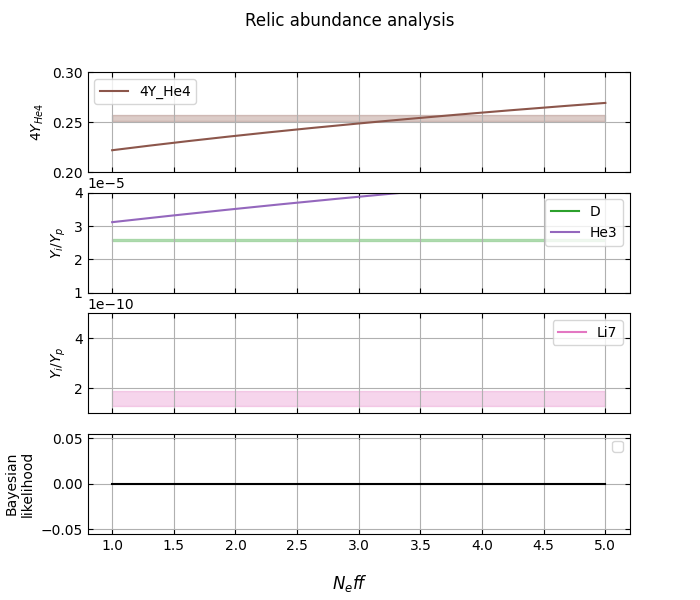 Relic abundance analysis
0.30
0.25
0.20
4Y_{He4}
4Y_He4
1e−5
4
3
2
1
Y_i/Y_p
D
He3
1e−10
4
2
Y_i/Y_p
Li7
0.05
0.00
−0.05
Bayesian
likelihood
1.0 1.5 2.0 2.5 3.0 3.5 4.0 4.5 5.0
N_eff